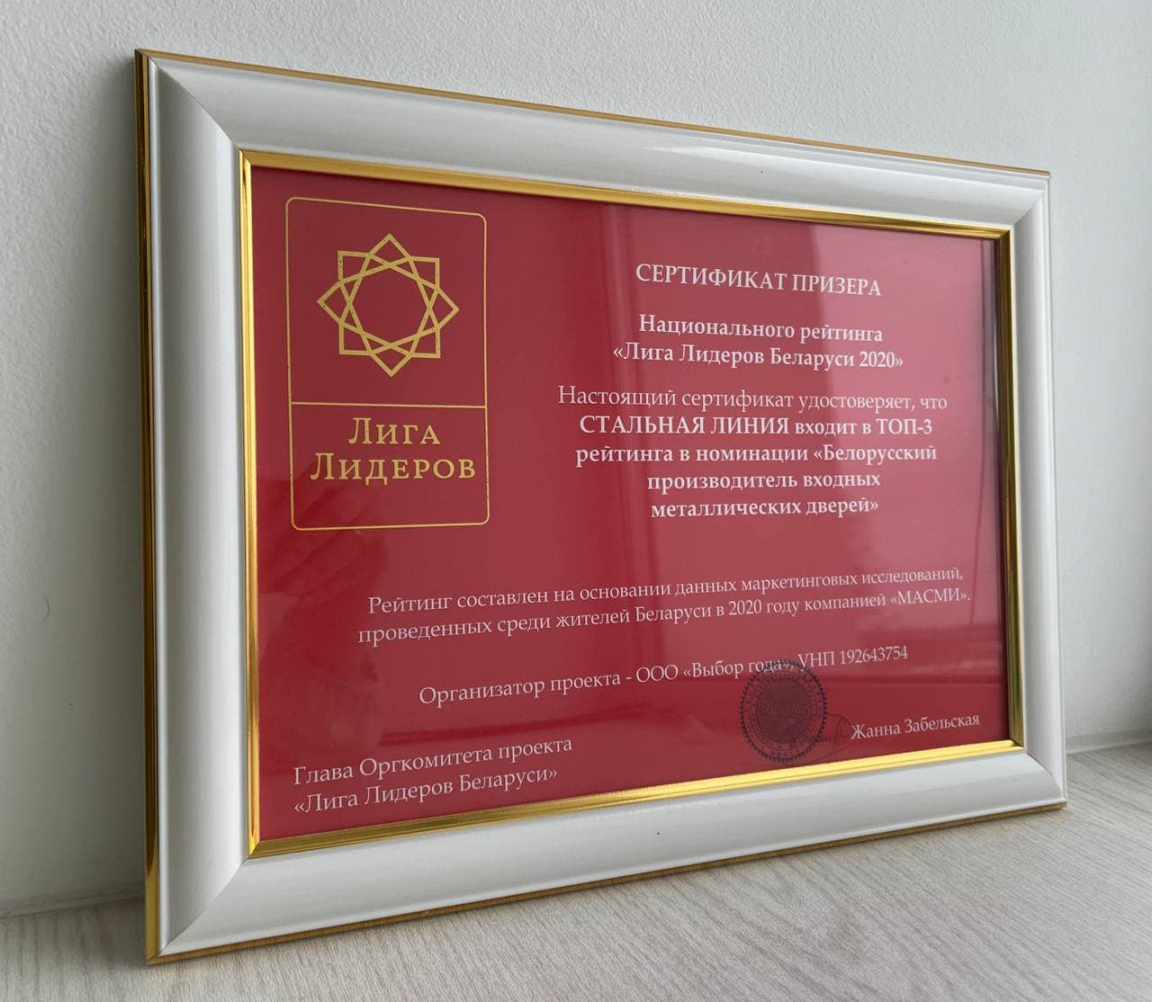 Лига
Лидеров
СЕРТИФИКАТ ПРИЗЕРА
Национального рейтинга
«Лига Лидеров Беларуси 2020»
Настоящий сертификат удостоверяет, что
СТАЛЬНАЯ ЛИНИЯ входит в ТОП-3
рейтинга в номинации «Белорусский
производитель входных
металлических дверей»
Рейтинг составлен на основании данных маркетинговых исследований,
проведенных среди жителей Беларуси в 2020 году компанией «МАСМИ».
Организатор проекта - ООО «Выбор года», УНП 192643754
Глава Оргкомитета проекта
«Лига Лидеров Беларуси»
Жанна Забельская